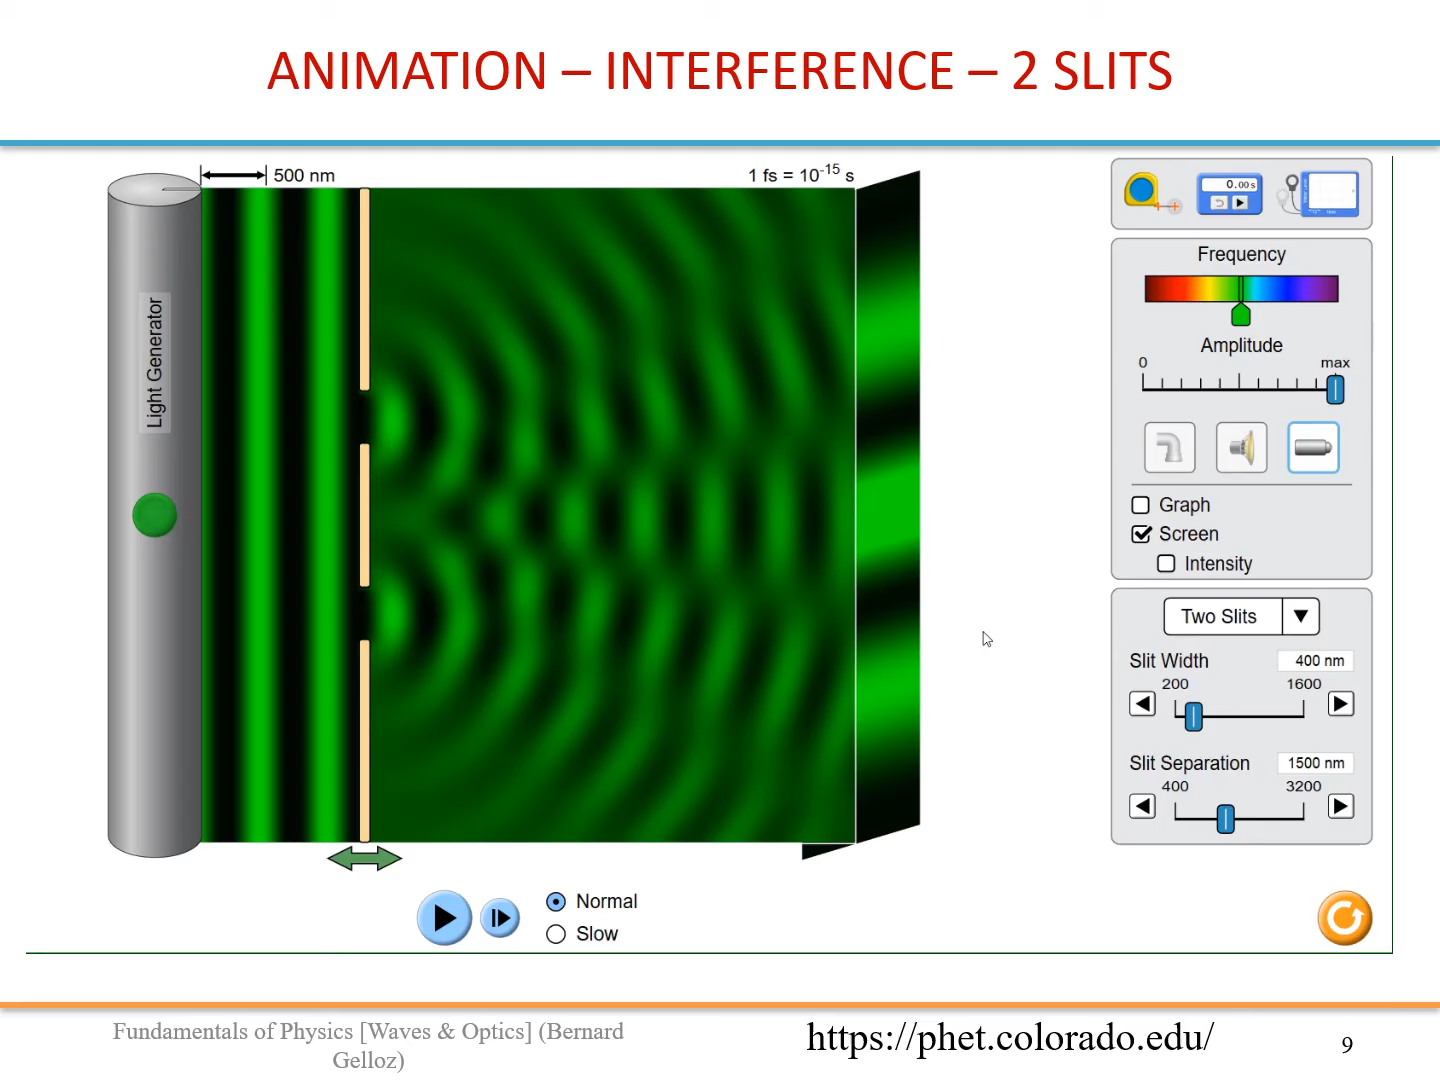 ANIMATION – INTERFERENCE – 2 SLITS
500 nm
1 fs = 10-15 s
Light Generator
0.00 s
Frequency
Amplitude
0 max
Graph
Screen
Intensity
Two Slits
Slit Width 400 nm
200 1600
Slit Separation 1500 nm
400 3200
Normal
Slow
Fundamentals of Physics [Waves & Optics] (Bernard
Gelloz)
https://phet.colorado.edu/
9